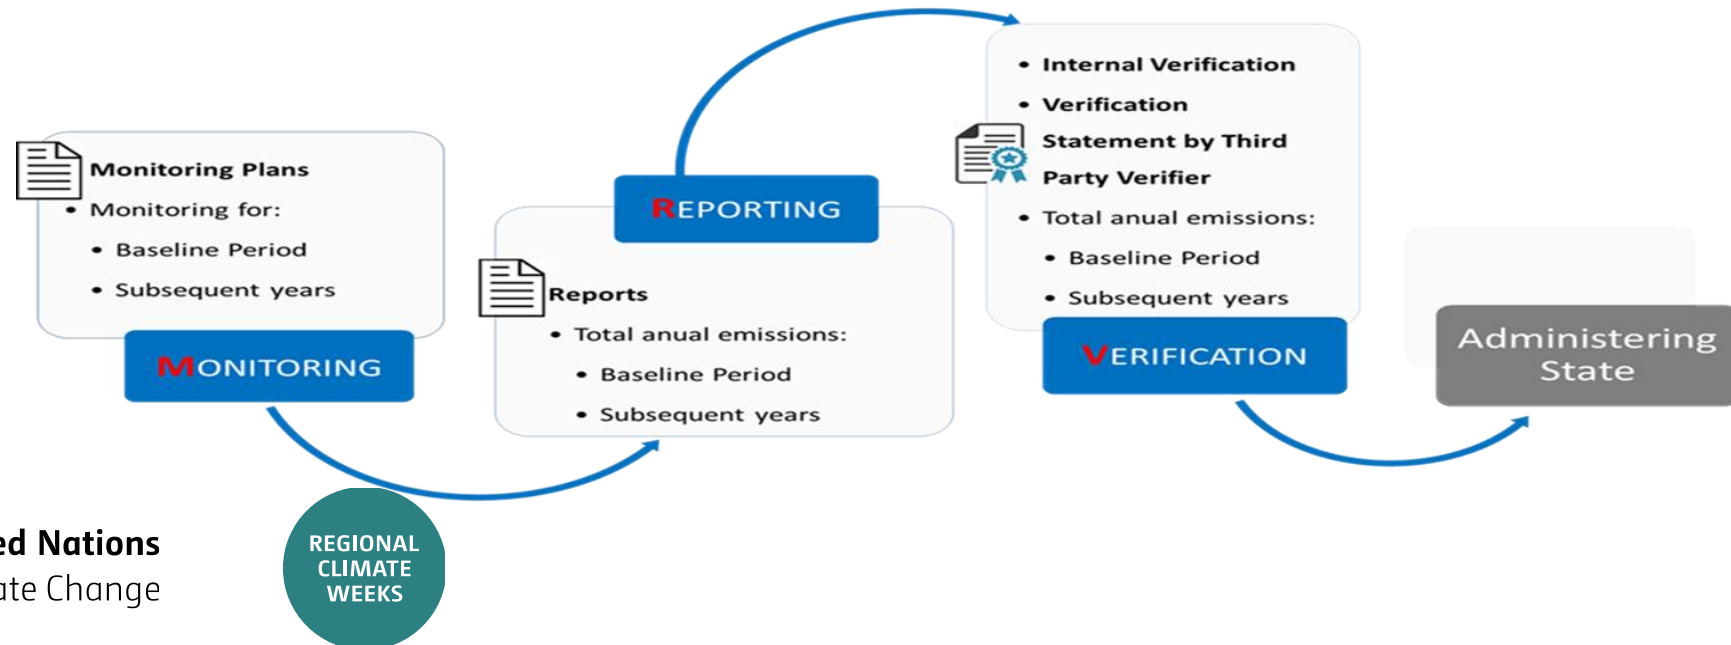 Monitoring Plans
• Monitoring for:
• Baseline Period
• Subsequent years
MONITORING
REPORTING
Reports
• Total anual emissions:
• Baseline Period
• Subsequent years
• Internal Verification
• Verification
Statement by Third
Party Verifier
• Total anual emissions:
• Baseline Period
• Subsequent years
VERIFICATION
Administering
State
Nations
Change
REGIONAL
CLIMATE
WEEKS